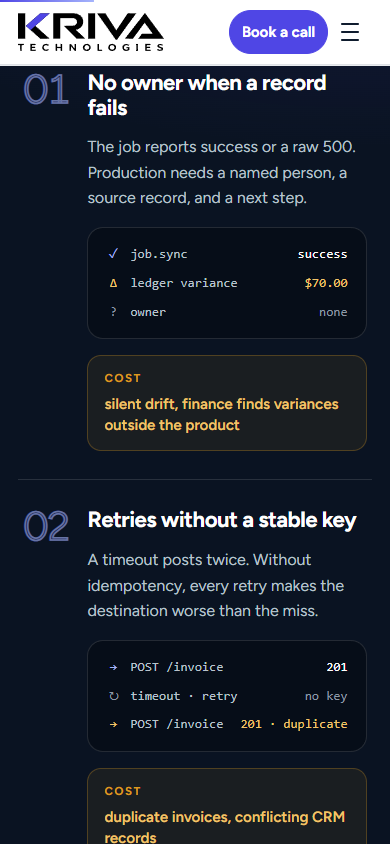 KRIVA
TECHNOLOGIES
Book a call
01
No owner when a record
fails
The job reports success or a raw 500.
Production needs a named person, a
source record, and a next step.
✓ job.sync success
Δ ledger variance $70.00
? owner none
COST
silent drift, finance finds variances
outside the product
02
Retries without a stable key
A timeout posts twice. Without
idempotency, every retry makes the
destination worse than the miss.
→ POST /invoice 201
↻ timeout · retry no key
→ POST /invoice 201 · duplicate
COST
duplicate invoices, conflicting CRM
records